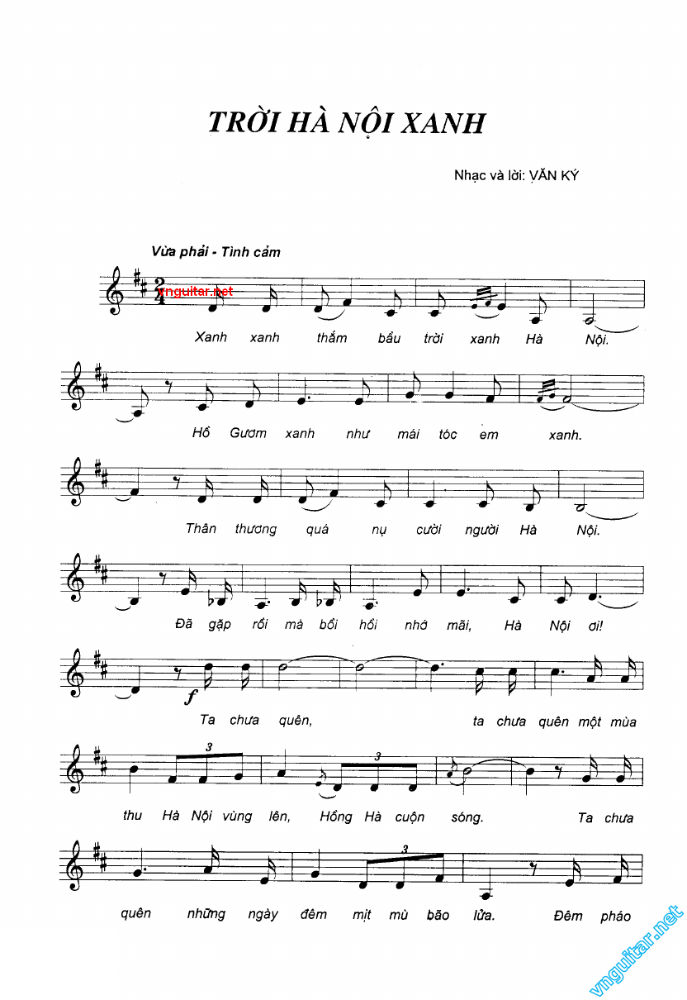 TRỜI HÀ NỘI XANH
Nhạc và lời: VĂN KÝ
Vừa phải - Tình cảm
2
4
vnguitar.net
Xanh xanh thắm bầu trời xanh Hà Nội.
Hồ Gươm xanh như mái tóc em xanh.
Thân thương quá nụ cười người Hà Nội.
Đã gặp rồi mà bồi hồi nhớ mãi, Hà Nội ơi!
f
Ta chưa quên, ta chưa quên một mùa
3 3
thu Hà Nội vùng lên, Hồng Hà cuộn sóng. Ta chưa
3
quên những ngày đêm mịt mù bão lửa. Đêm pháo
vnguitar.net